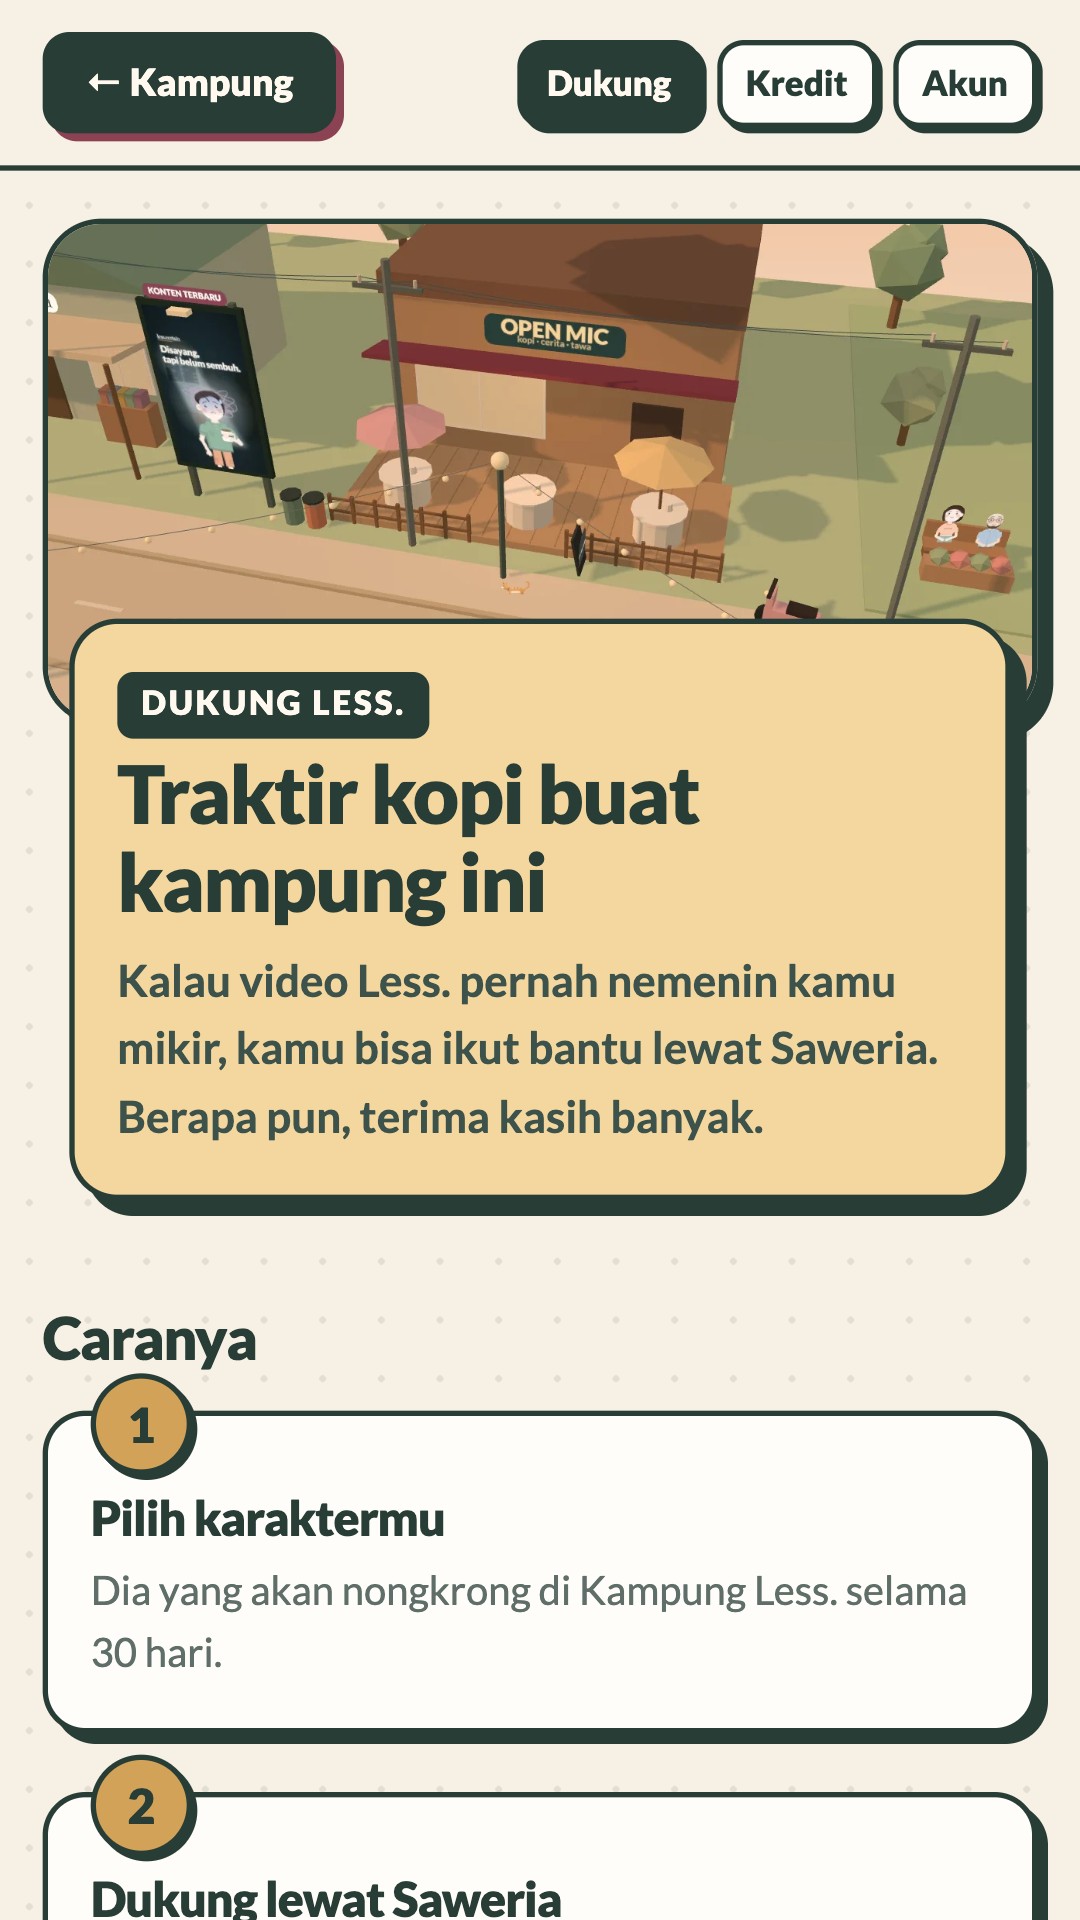 ← Kampung
Dukung
Kredit
Akun
KONTEN TERBARU
Disayang,
tapi belum sembuh.
OPEN MIC
kopi • cerita • tawa
DUKUNG LESS.
Traktir kopi buat
kampung ini
Kalau video Less. pernah nemenin kamu
mikir, kamu bisa ikut bantu lewat Saweria.
Berapa pun, terima kasih banyak.
Caranya
1
Pilih karaktermu
Dia yang akan nongkrong di Kampung Less. selama
30 hari.
2
Dukung lewat Saweria